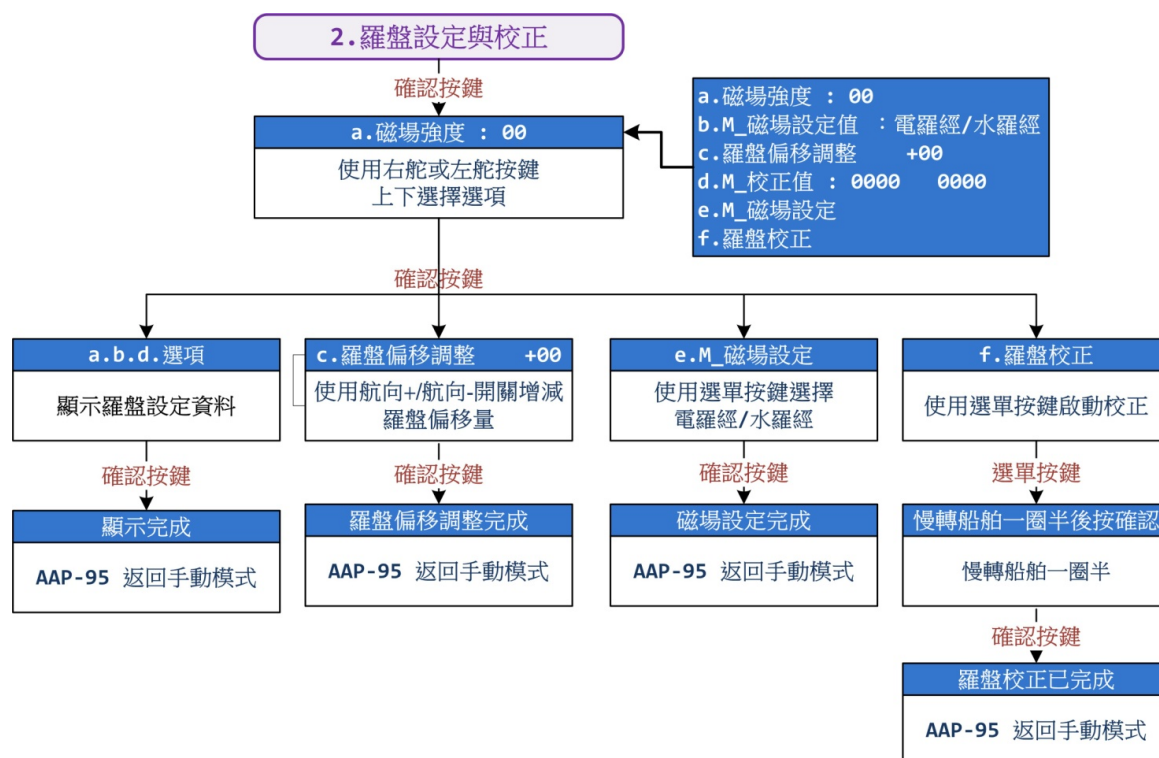 2.羅盤設定與校正
確認按鍵
a.磁場強度 : 00
使用右舵或左舵按鍵
上下選擇選項
a.磁場強度 : 00
b.M_磁場設定值 :電羅經/水羅經
c.羅盤偏移調整 +00
d.M_校正值 : 0000 0000
e.M_磁場設定
f.羅盤校正
確認按鍵
a.b.d.選項
顯示羅盤設定資料
確認按鍵
顯示完成
AAP-95 返回手動模式
c.羅盤偏移調整 +00
使用航向+/航向-開關增減
羅盤偏移量
確認按鍵
羅盤偏移調整完成
AAP-95 返回手動模式
e.M_磁場設定
使用選單按鍵選擇
電羅經/水羅經
確認按鍵
磁場設定完成
AAP-95 返回手動模式
f.羅盤校正
使用選單按鍵啟動校正
選單按鍵
慢轉船舶一圈半後按確認
慢轉船舶一圈半
確認按鍵
羅盤校正已完成
AAP-95 返回手動模式